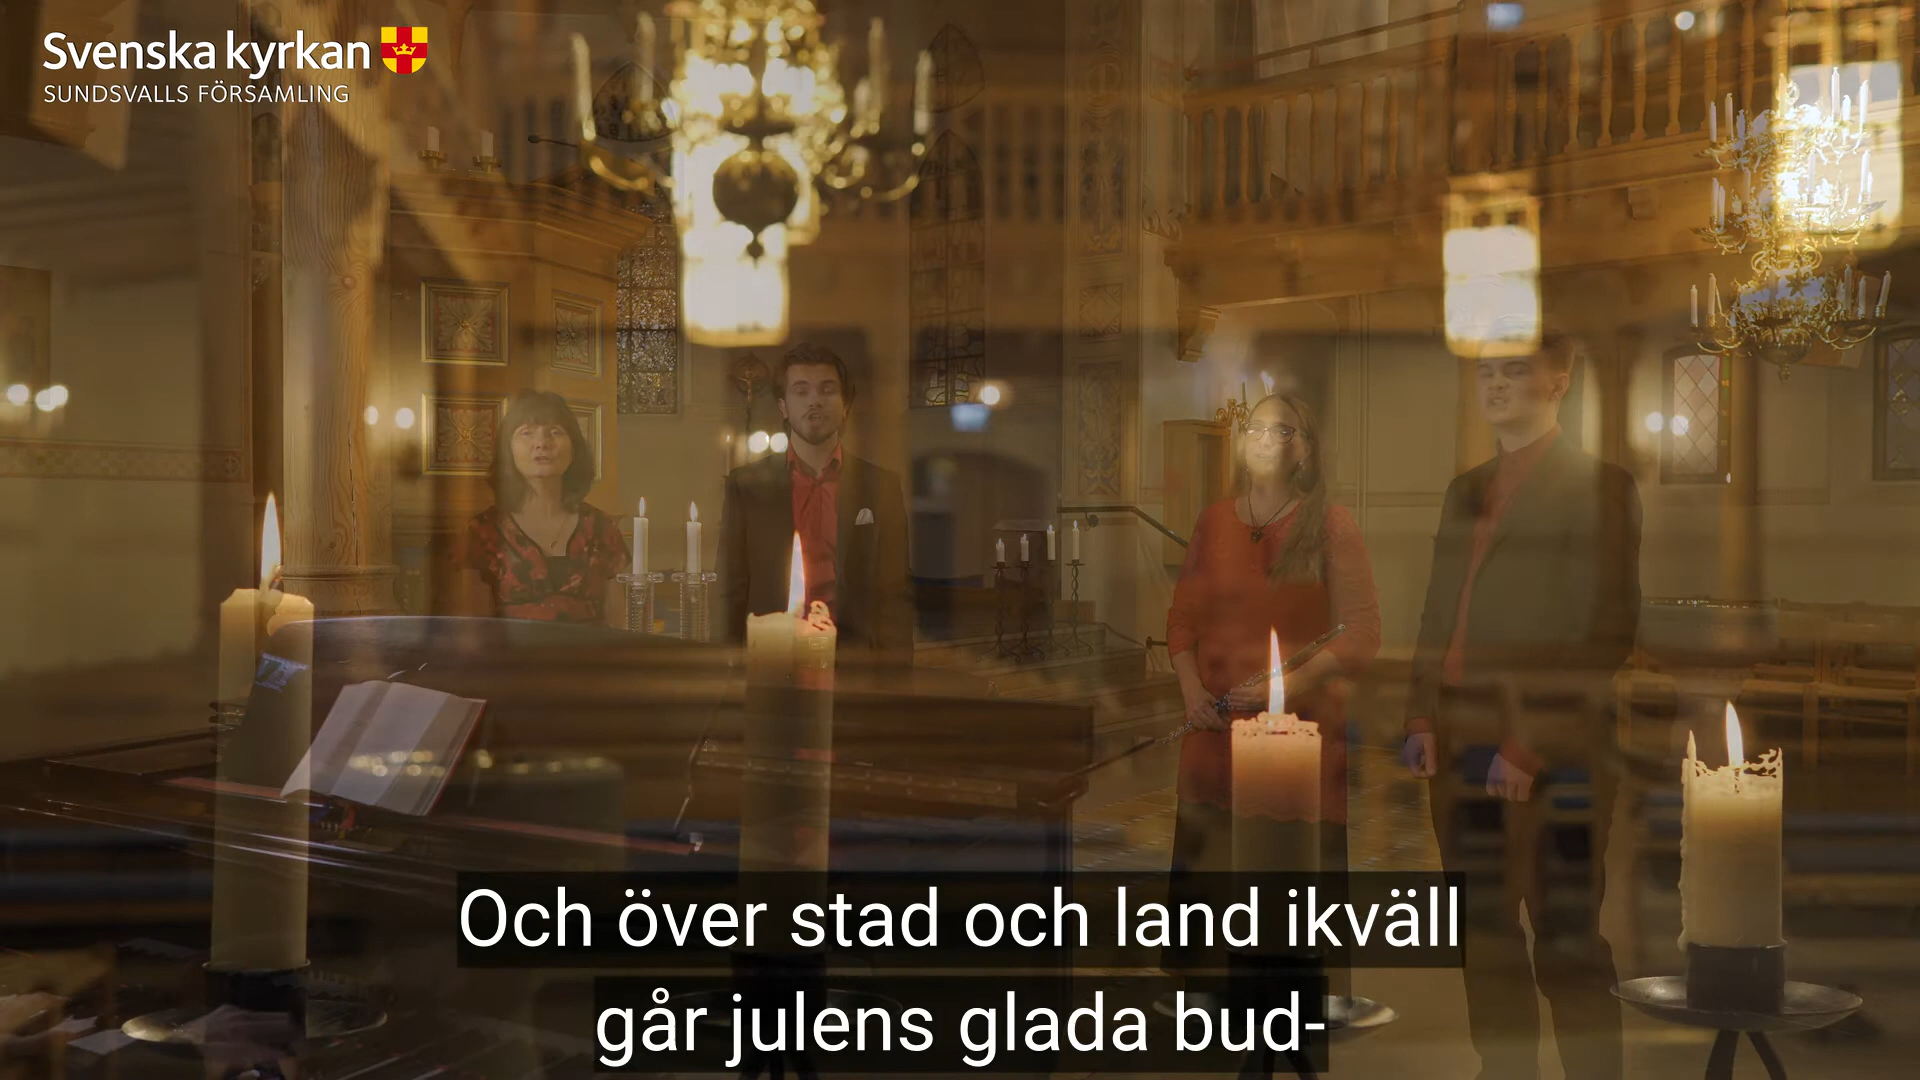 Svenska kyrkan
SUNDSVALLS FÖRSAMLING
Och över stad och land ikväll
går julens glada bud-